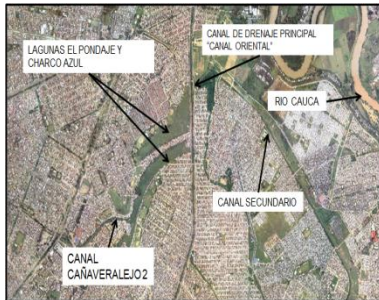 LAGUNAS EL PONDAJE Y
CHARCO AZUL
CANAL DE DRENAJE PRINCIPAL
"CANAL ORIENTAL"
RIO CAUCA
CANAL SECUNDARIO
CANAL
CAÑAVERALEJO 2